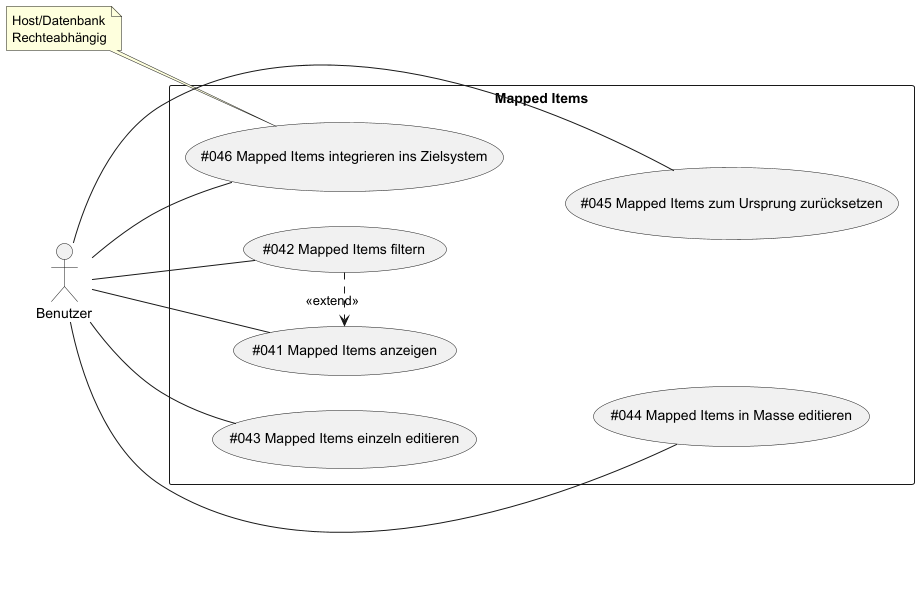 Host/Datenbank
Rechteabhängig
Mapped Items
#046 Mapped Items integrieren ins Zielsystem
#045 Mapped Items zum Ursprung zurücksetzen
#042 Mapped Items filtern
«extend»
Benutzer
#041 Mapped Items anzeigen
#044 Mapped Items in Masse editieren
#043 Mapped Items einzeln editieren